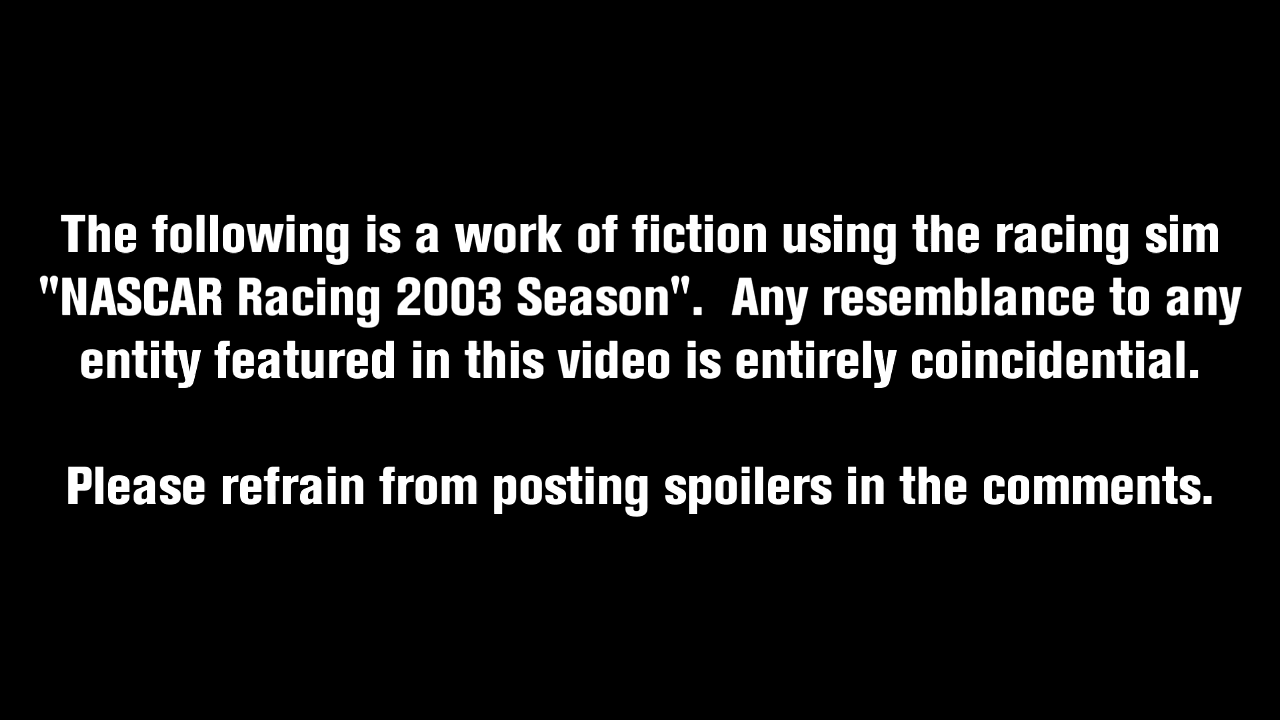 The following is a work of fiction using the racing sim
"NASCAR Racing 2003 Season".  Any resemblance to any
entity featured in this video is entirely coincidential.
Please refrain from posting spoilers in the comments.